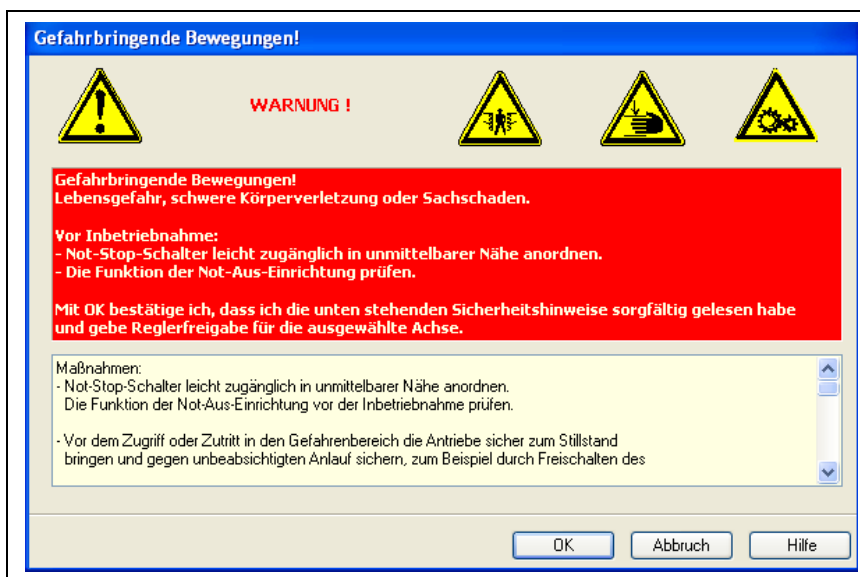 Gefahrbringende Bewegungen!
WARNUNG !
Gefahrbringende Bewegungen!
Lebensgefahr, schwere Körperverletzung oder Sachschaden.
Vor Inbetriebnahme:
- Not-Stop-Schalter leicht zugänglich in unmittelbarer Nähe anordnen.
- Die Funktion der Not-Aus-Einrichtung prüfen.
Mit OK bestätige ich, dass ich die unten stehenden Sicherheitshinweise sorgfältig gelesen habe
und gebe Reglerfreigabe für die ausgewählte Achse.
Maßnahmen:
- Not-Stop-Schalter leicht zugänglich in unmittelbarer Nähe anordnen.
Die Funktion der Not-Aus-Einrichtung vor der Inbetriebnahme prüfen.
- Vor dem Zugriff oder Zutritt in den Gefahrenbereich die Antriebe sicher zum Stillstand
bringen und gegen unbeabsichtigten Anlauf sichern, zum Beispiel durch Freischalten des
OK Abbruch Hilfe